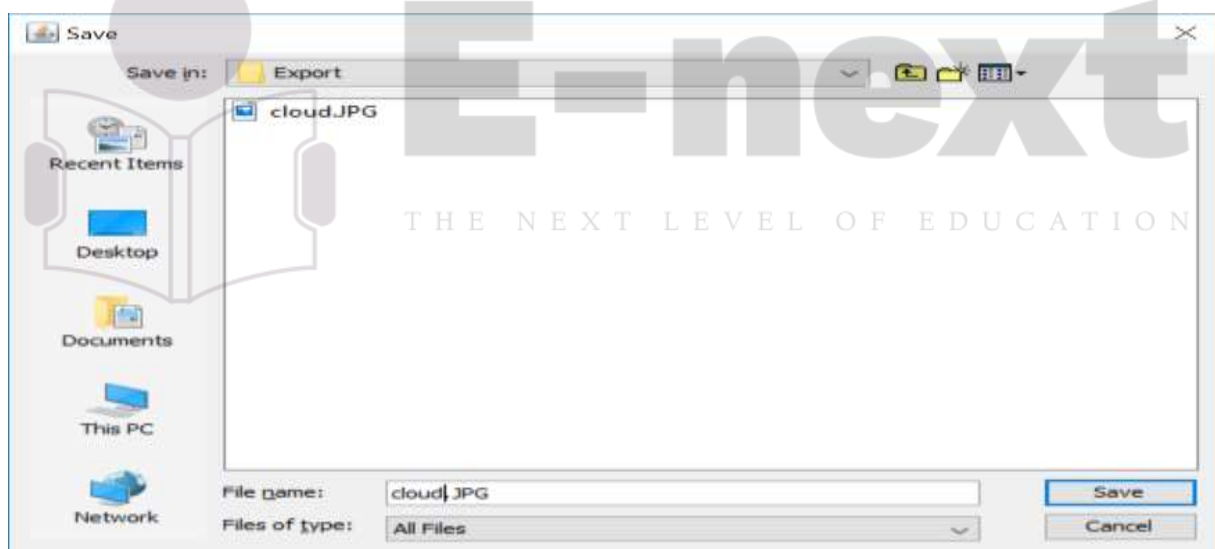 Save
E-next
Save in: Export
cloud.JPG
Recent Items
THE NEXT LEVEL OF EDUCATION
Desktop
Documents
This PC
Network
File name: cloud.JPG Save
Files of type: All Files Cancel